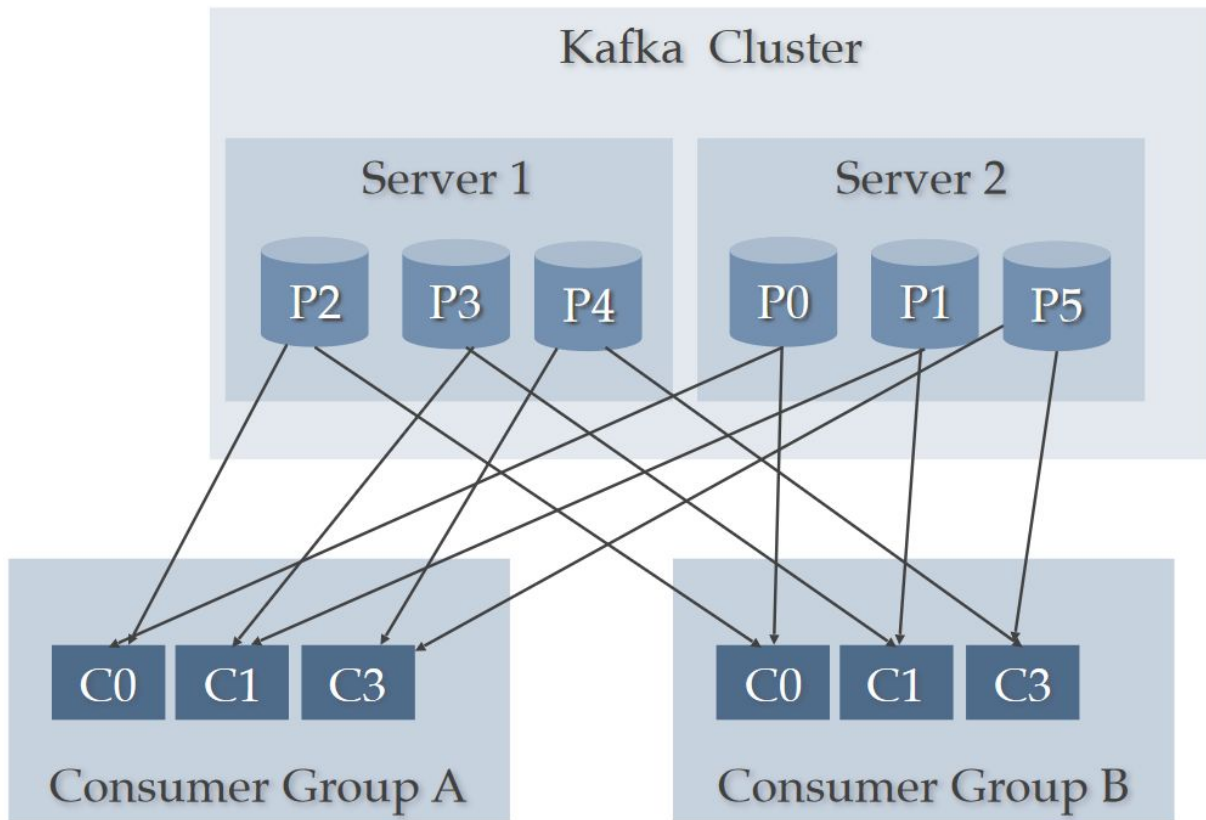 Kafka Cluster
Server 1
Server 2
P2
P3
P4
P0
P1
P5
C0
C1
C3
C0
C1
C3
Consumer Group A
Consumer Group B